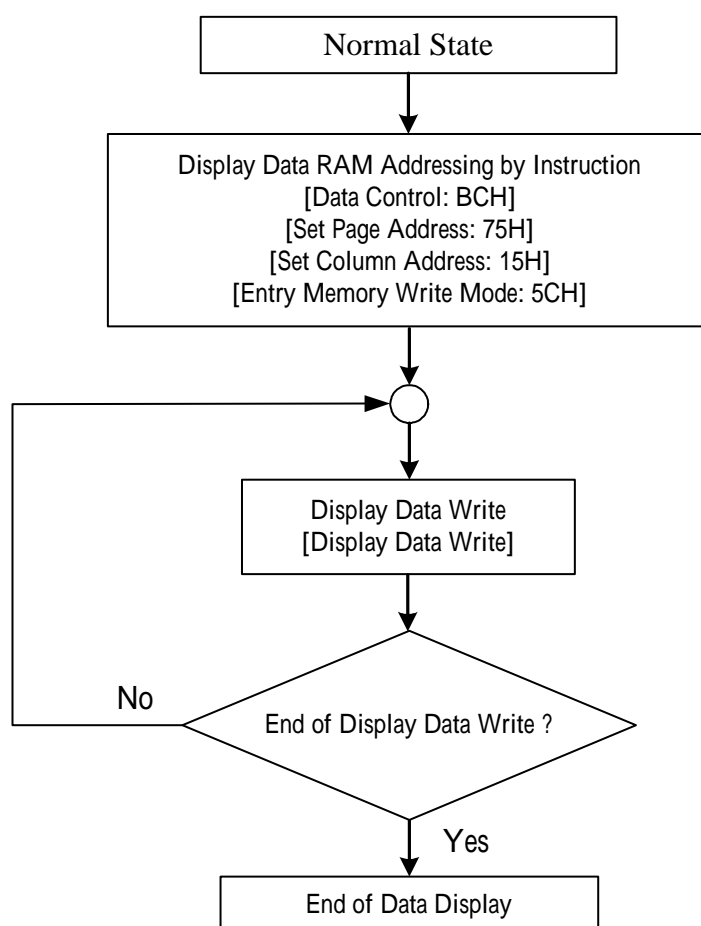 Normal State
Display Data RAM Addressing by Instruction
[Data Control: BCH]
[Set Page Address: 75H]
[Set Column Address: 15H]
[Entry Memory Write Mode: 5CH]
Display Data Write
[Display Data Write]
No
End of Display Data Write ?
Yes
End of Data Display